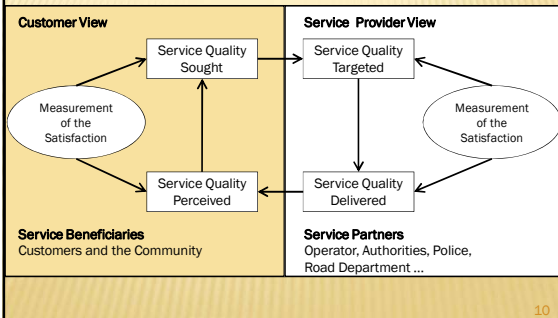 Customer View
Service Quality
Sought
Measurement
of the
Satisfaction
Service Quality
Perceived
Service Beneficiaries
Customers and the Community
Service Provider View
Service Quality
Targeted
Measurement
of the
Satisfaction
Service Quality
Delivered
Service Partners
Operator, Authorities, Police,
Road Department ...
10